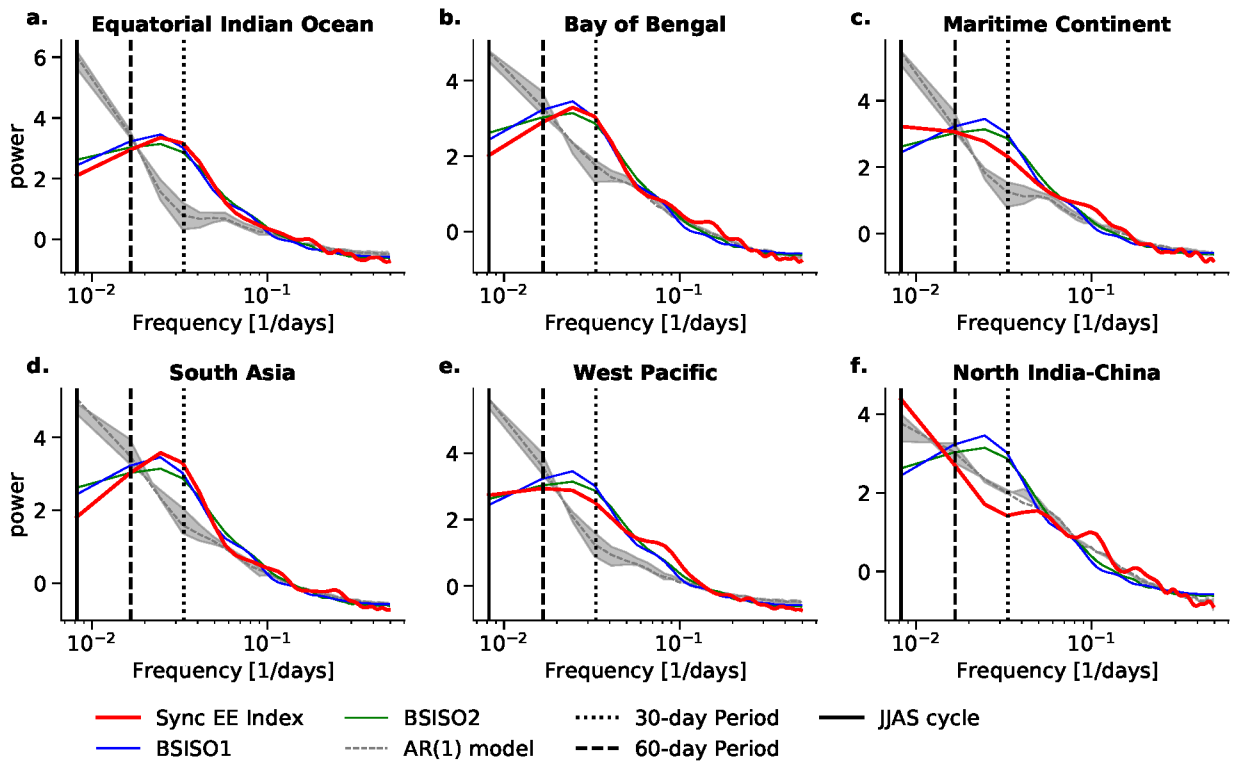 a. Equatorial Indian Ocean
b. Bay of Bengal
c. Maritime Continent
power
6
4
2
0
4
2
0
4
2
0
10⁻²
10⁻¹
10⁻²
10⁻¹
10⁻²
10⁻¹
Frequency [1/days]
Frequency [1/days]
Frequency [1/days]
d. South Asia
e. West Pacific
f. North India-China
power
4
2
0
4
2
0
4
2
0
10⁻²
10⁻¹
10⁻²
10⁻¹
10⁻²
10⁻¹
Frequency [1/days]
Frequency [1/days]
Frequency [1/days]
Sync EE Index
BSISO1
BSISO2
AR(1) model
30-day Period
60-day Period
JJAS cycle